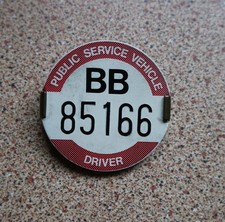 PUBLIC SERVICE VEHICLE
BB
85166
DRIVER